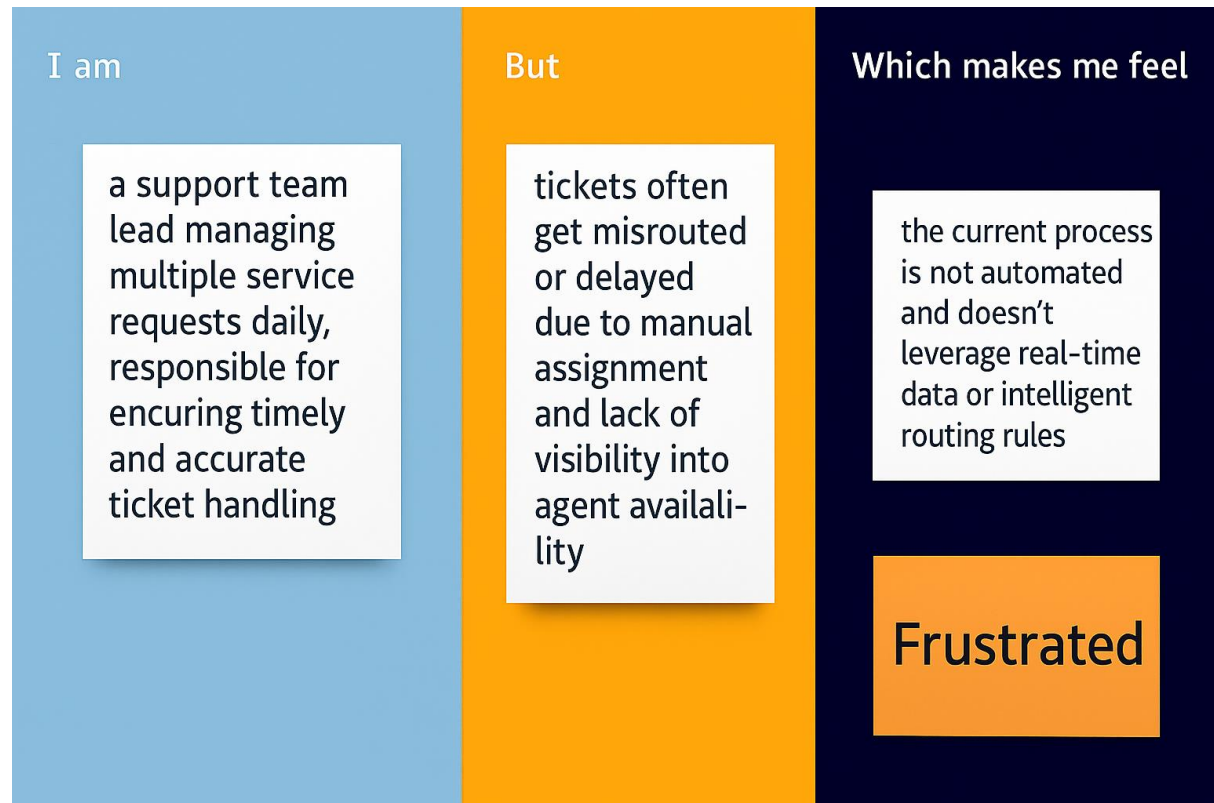 I am
a support team
lead managing
multiple service
requests daily,
responsible for
encuring timely
and accurate
ticket handling
But
tickets often
get misrouted
or delayed
due to manual
assignment
and lack of
visibility into
agent availali-
lity
Which makes me feel
the current process
is not automated
and doesn’t
leverage real-time
data or intelligent
routing rules
Frustrated